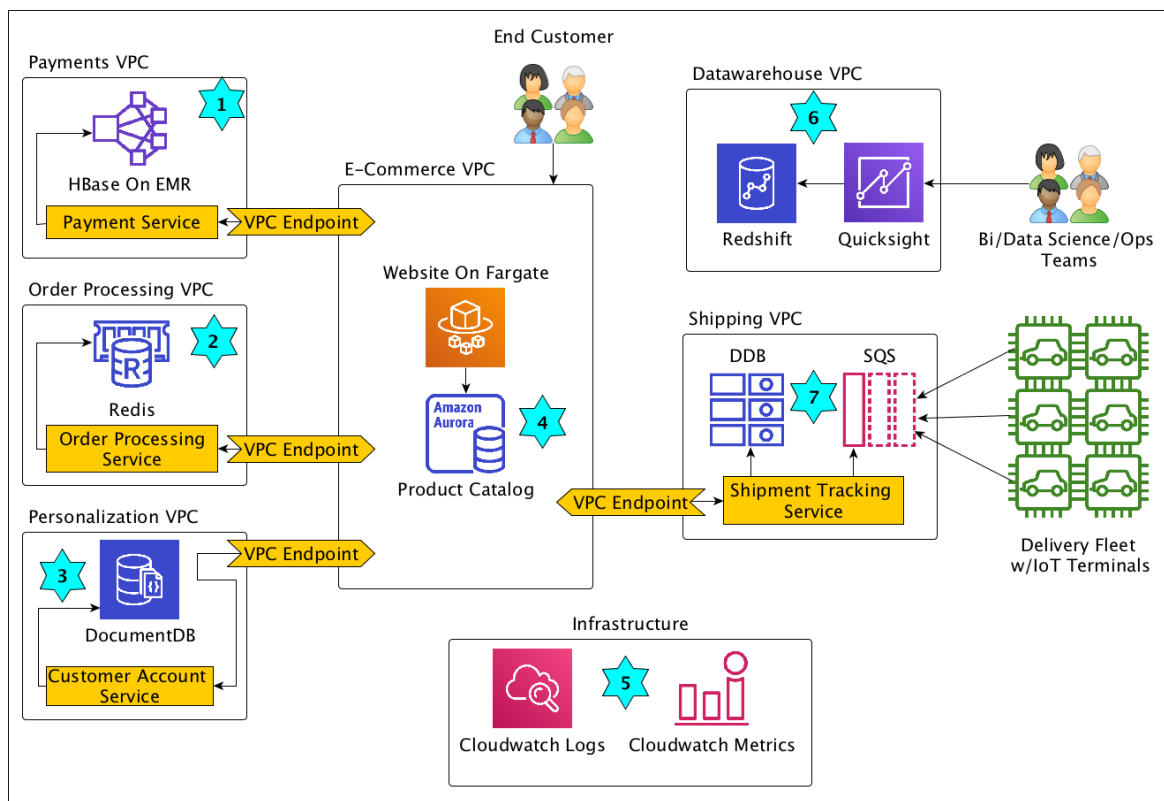 End Customer
Payments VPC
1
HBase On EMR
Payment Service
VPC Endpoint
Order Processing VPC
2
R
Redis
Order Processing
Service
VPC Endpoint
Personalization VPC
3
{}
DocumentDB
Customer Account
Service
VPC Endpoint
E-Commerce VPC
Website On Fargate
Amazon
Aurora
4
Product Catalog
Datawarehouse VPC
6
Redshift
Quicksight
Bi/Data Science/Ops
Teams
Shipping VPC
DDB
SQS
7
VPC Endpoint
Shipment Tracking
Service
Delivery Fleet
w/IoT Terminals
Infrastructure
5
Cloudwatch Logs
Cloudwatch Metrics